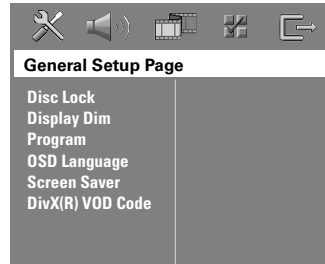 General Setup Page
Disc Lock
Display Dim
Program
OSD Language
Screen Saver
DivX(R) VOD Code